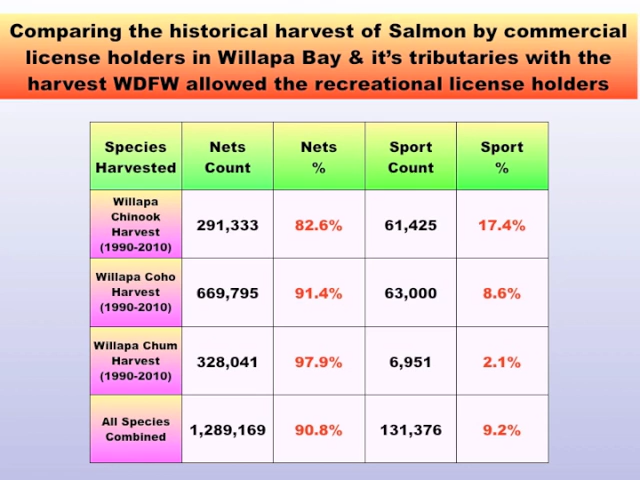 Comparing the historical harvest of Salmon by commercial
license holders in Willapa Bay & it’s tributaries with the
harvest WDFW allowed the recreational license holders
Species Harvested Nets Count Nets % Sport Count Sport %
Willapa Chinook Harvest (1990-2010) 291,333 82.6% 61,425 17.4%
Willapa Coho Harvest (1990-2010) 669,795 91.4% 63,000 8.6%
Willapa Chum Harvest (1990-2010) 328,041 97.9% 6,951 2.1%
All Species Combined 1,289,169 90.8% 131,376 9.2%